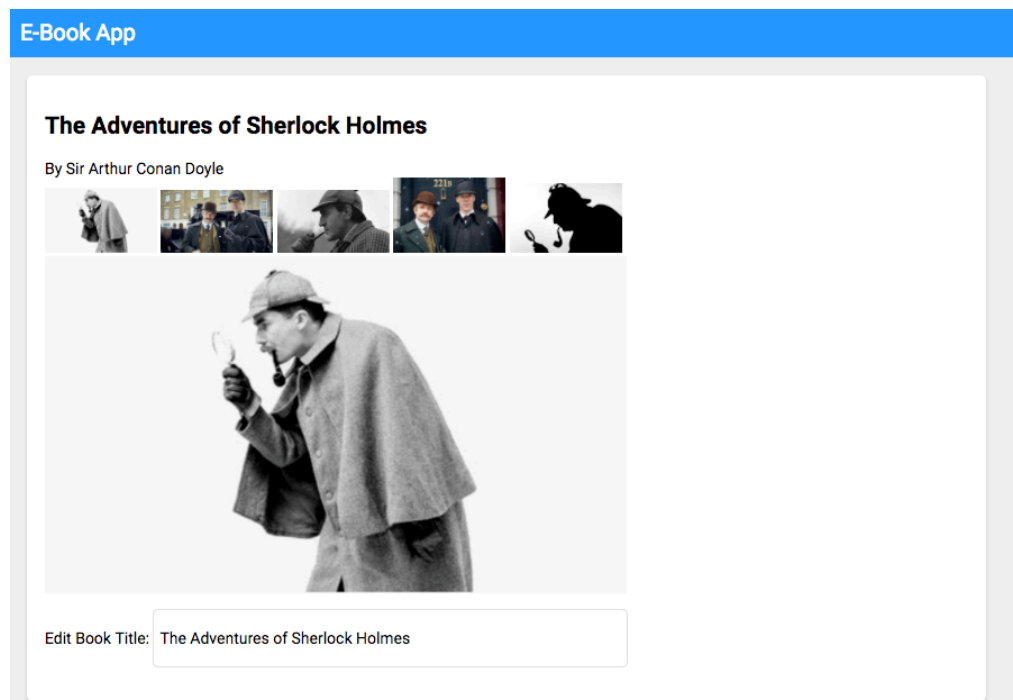 E-Book App
The Adventures of Sherlock Holmes
By Sir Arthur Conan Doyle
221B
Edit Book Title: The Adventures of Sherlock Holmes